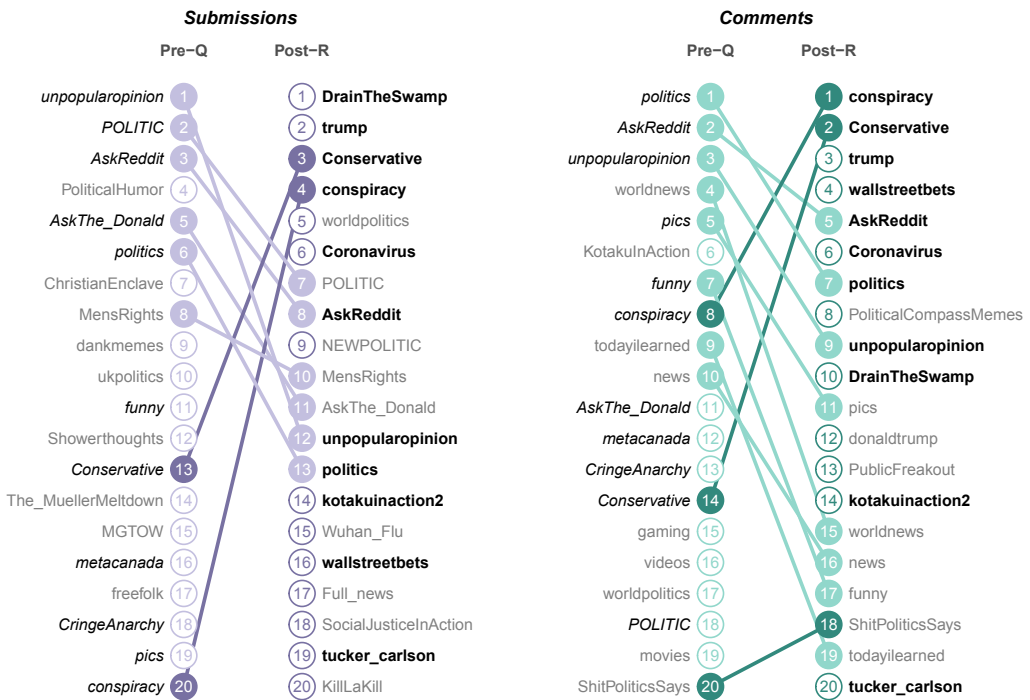 Submissions Comments
Pre–Q Post–R Pre–Q Post–R
unpopularopinion 1 1 DrainTheSwamp politics 1 1 conspiracy
POLITIC 2 2 trump AskReddit 2 2 Conservative
AskReddit 3 3 Conservative unpopularopinion 3 3 trump
PoliticalHumor 4 4 conspiracy worldnews 4 4 wallstreetbets
AskThe_Donald 5 5 worldpolitics pics 5 5 AskReddit
politics 6 6 Coronavirus KotakuInAction 6 6 Coronavirus
ChristianEnclave 7 7 POLITIC funny 7 7 politics
MensRights 8 8 AskReddit conspiracy 8 8 PoliticalCompassMemes
dankmemes 9 9 NEWPOLITIC todayilearned 9 9 unpopularopinion
ukpolitics 10 10 MensRights news 10 10 DrainTheSwamp
funny 11 11 AskThe_Donald AskThe_Donald 11 11 pics
Showerthoughts 12 12 unpopularopinion metacanada 12 12 donaldtrump
Conservative 13 13 politics CringeAnarchy 13 13 PublicFreakout
The_MuellerMeltdown 14 14 kotakuinaction2 Conservative 14 14 kotakuinaction2
MGTOW 15 15 Wuhan_Flu gaming 15 15 worldnews
metacanada 16 16 wallstreetbets videos 16 16 news
freefolk 17 17 Full_news worldpolitics 17 17 funny
CringeAnarchy 18 18 SocialJusticeInAction POLITIC 18 18 ShitPoliticsSays
pics 19 19 tucker_carlson movies 19 19 todayilearned
conspiracy 20 20 KillLaKill ShitPoliticsSays 20 20 tucker_carlson